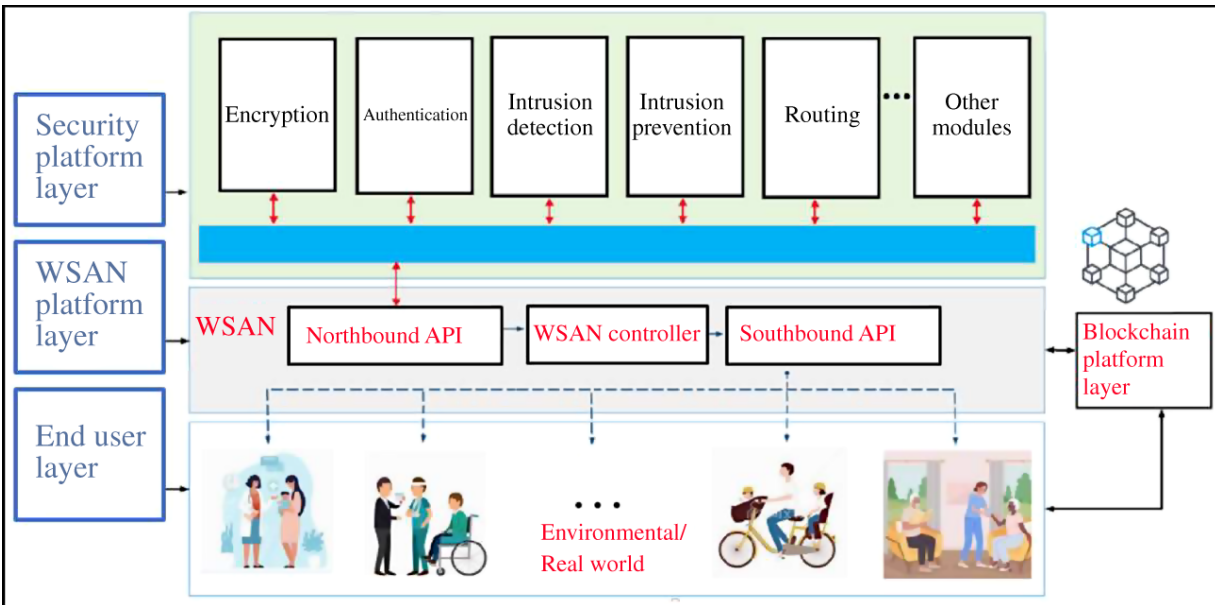 Security
platform
layer
Encryption
Authentication
Intrusion
detection
Intrusion
prevention
Routing
•••
Other
modules
WSAN
platform
layer
WSAN
Northbound API
WSAN controller
Southbound API
Blockchain
platform
layer
End user
layer
•••
Environmental/
Real world